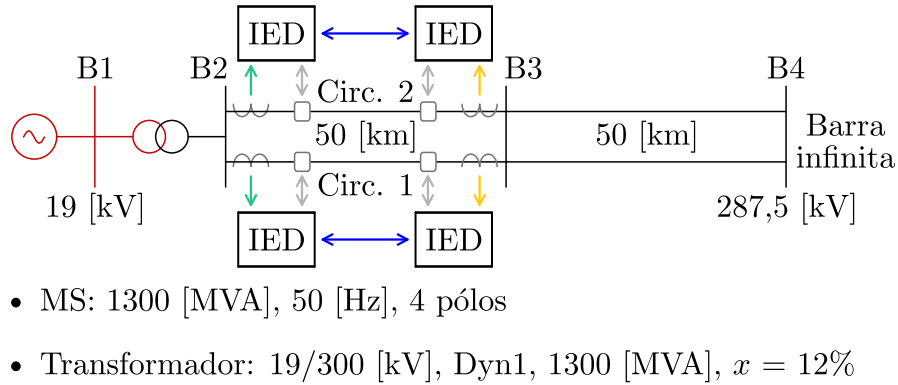 IED IED
B1 B2 B3 B4
Circ. 2
50 [km] 50 [km]
Barra
infinita
Circ. 1
19 [kV] 287,5 [kV]
IED IED
• MS: 1300 [MVA], 50 [Hz], 4 pólos
• Transformador: 19/300 [kV], Dyn1, 1300 [MVA], x = 12%